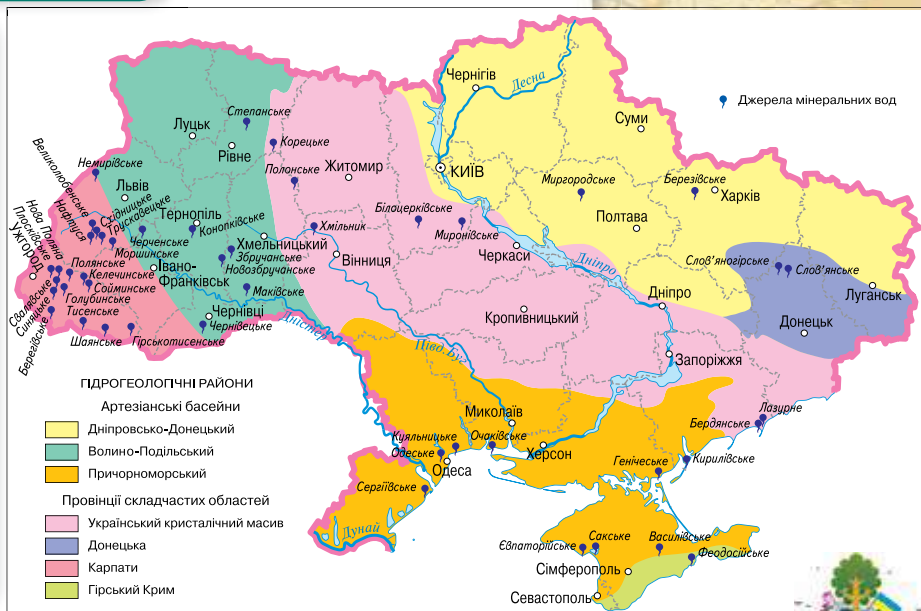 Чернігів
Десна
Джерела мінеральних вод
Степанське
Суми
Луцьк
Рівне
Корецьке
КИЇВ
Великолюбенське
Немирівське
Житомир
Полонське
Миргородське
Березівське
Харків
Львів
Східницьке
Трускавецьке
Нафтуся
Нова Поляна
Плосківське
УЖГОРОД
Тернопіль
Конопківське
Хмельницький
Хмільник
Білацерківське
Миронівське
Полтава
Черкаси
Черченське
Моршинське
Збручанське
Новозбручанське
Вінниця
Слов’яногірське
Слов’янське
Полянське
Івано-
Франківськ
Келечинське
Сойминське
Маківське
Дніпро
Луганськ
Свалявське
Синяцьке
Берегівське
Голубинське
Тисенське
Чернівці
Чернівецьке
Кропивницький
Дніпро
Донецьк
Шаянське
Гірськотисенське
Дністер
Півд. Буг
Запоріжжя
ГІДРОГЕОЛОГІЧНІ РАЙОНИ
Артезіанські басейни
Дніпровсько-Донецький
Волино-Подільський
Причорноморський
Провінції складчастих областей
Український кристалічний масив
Донецька
Карпати
Гірський Крим
Миколаїв
Лазурне
Бердянське
Куяльницьке
Очаківське
Одеське
Одеса
Херсон
Генічеське
Кирилівське
Сергіївське
Дунай
Євпаторійське
Сакське
Василівське
Феодосійське
Сімферополь
Севастополь